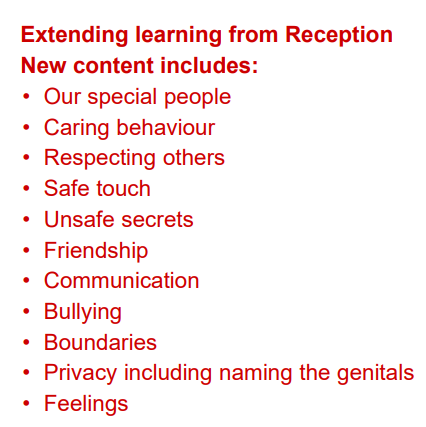 Extending learning from Reception
New content includes:
• Our special people
• Caring behaviour
• Respecting others
• Safe touch
• Unsafe secrets
• Friendship
• Communication
• Bullying
• Boundaries
• Privacy including naming the genitals
• Feelings